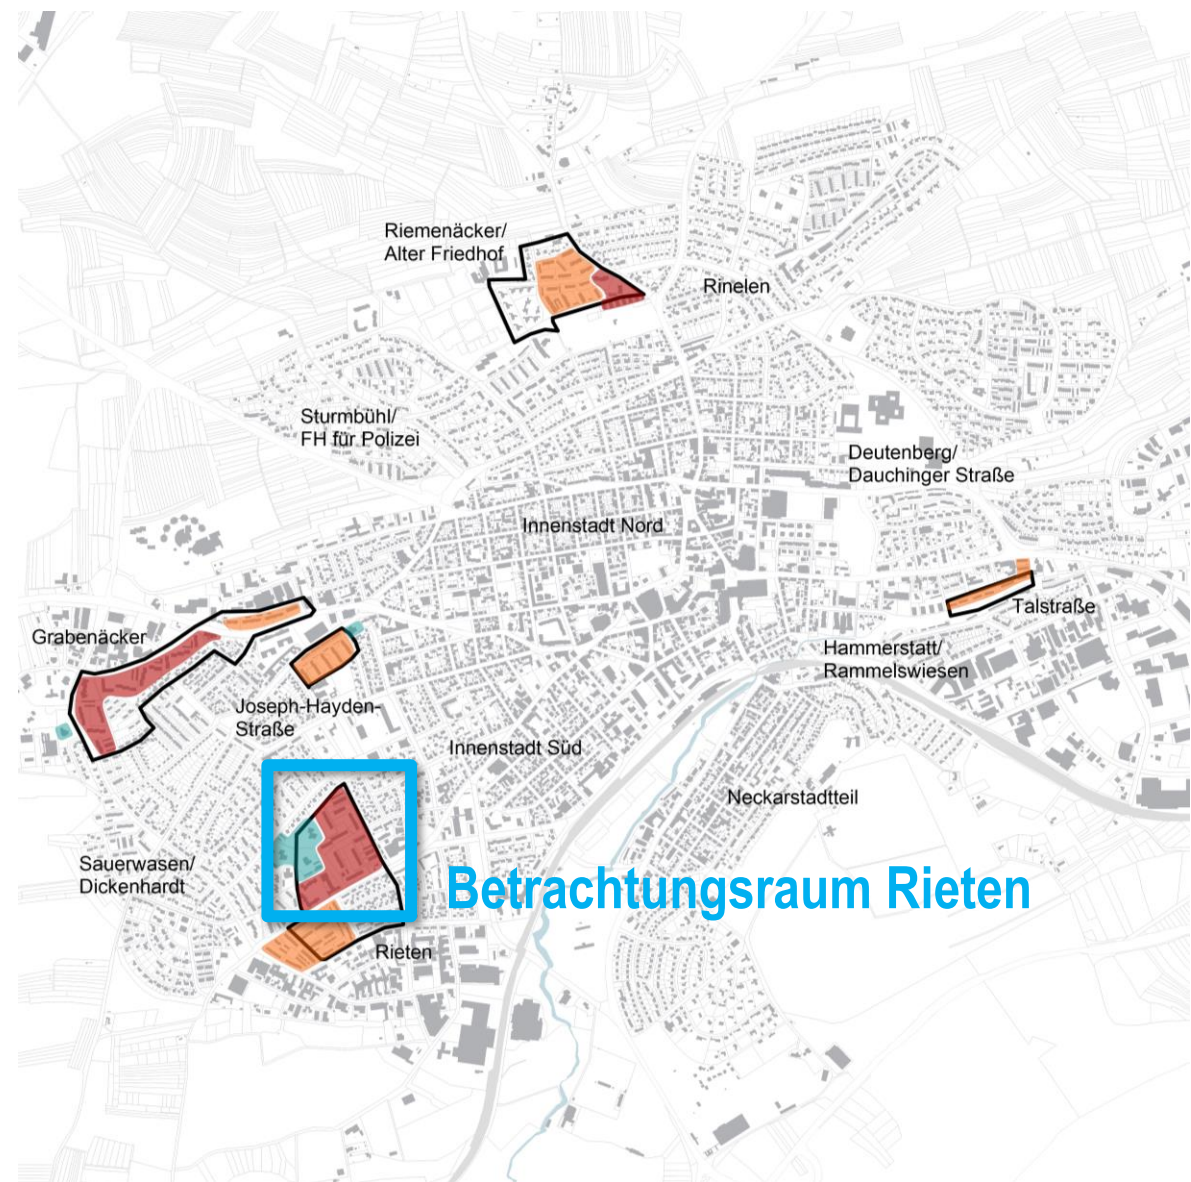 Riemenäcker/
Alter Friedhof
Rinelen
Sturmbühl/
FH für Polizei
Deutenberg/
Dauchinger Straße
Innenstadt Nord
Talstraße
Grabenäcker
Hammerstatt/
Rammelswiesen
Joseph-Hayden-
Straße
Innenstadt Süd
Neckarstadtteil
Sauerwasen/
Dickenhardt
Betrachtungsraum Rieten
Rieten